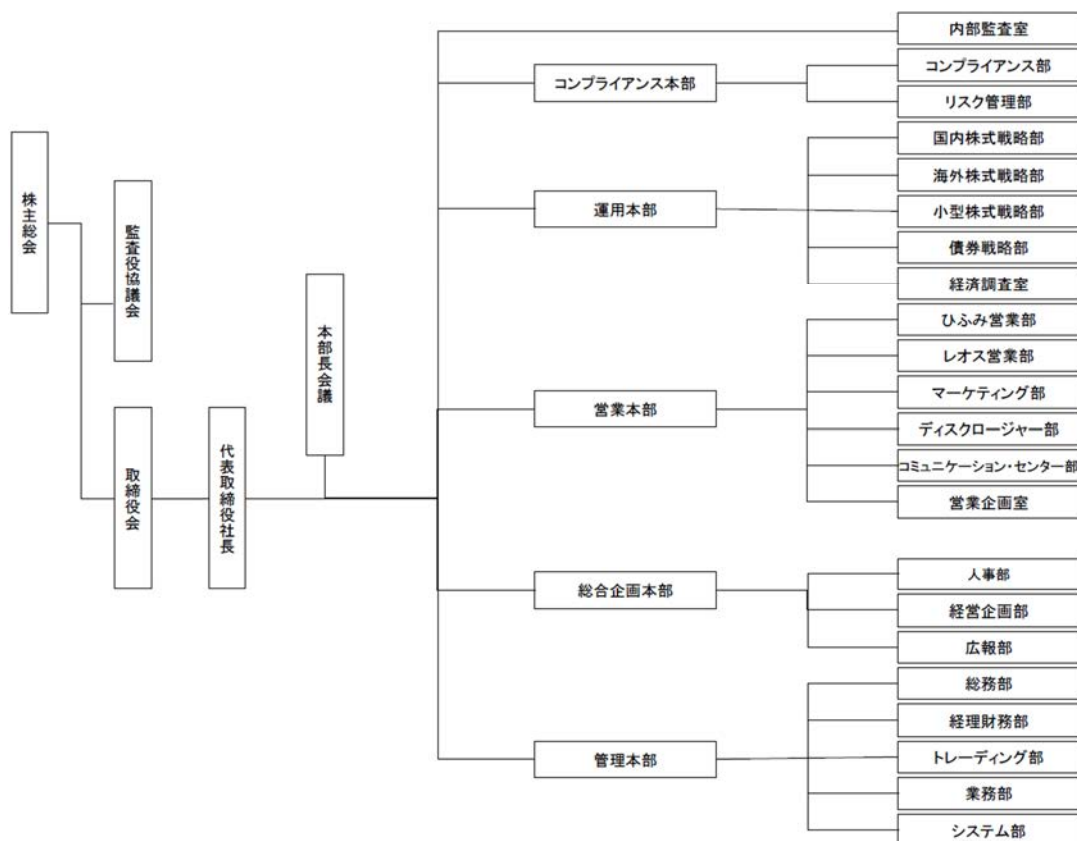 株主総会
監査役協議会
取締役会
代表取締役社長
本部長会議
内部監査室
コンプライアンス本部
コンプライアンス部
リスク管理部
運用本部
国内株式戦略部
海外株式戦略部
小型株式戦略部
債券戦略部
経済調査室
営業本部
ひふみ営業部
レオス営業部
マーケティング部
ディスクロージャー部
コミュニケーション・センター部
営業企画室
総合企画本部
人事部
経営企画部
広報部
管理本部
総務部
経理財務部
トレーディング部
業務部
システム部